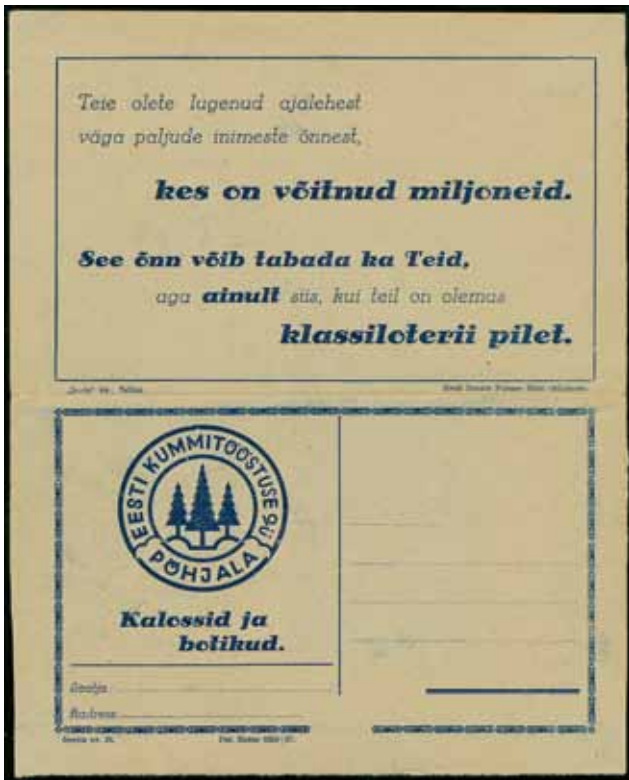 Teie olete lugenud ajalehest
väga paljude inimeste õnnest,
kes on võitnud miljoneid.
See õnn võib tabada ka Teid,
aga ainult siis, kui teil on olemas
klassiloterii pilet.
EESTI KUMMITÖÖSTUSE O/Ü
PÕHJALA
Kalossid ja
botikud.
Saatja
Aadress